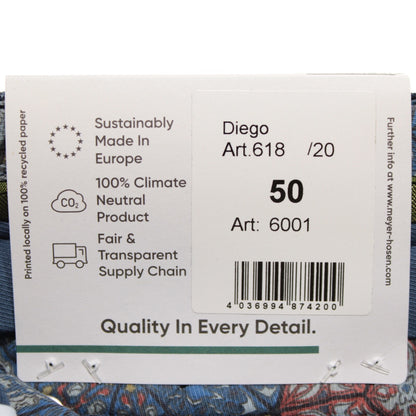 Printed locally on 100% recycled paper
Sustainably
Made In
Europe
CO₂
100% Climate
Neutral
Product
Fair &
Transparent
Supply Chain
Diego
Art.618 /20
50
Art: 6001
4 036994 874200
Further info at www.meyer-hosen.com
Quality In Every Detail.